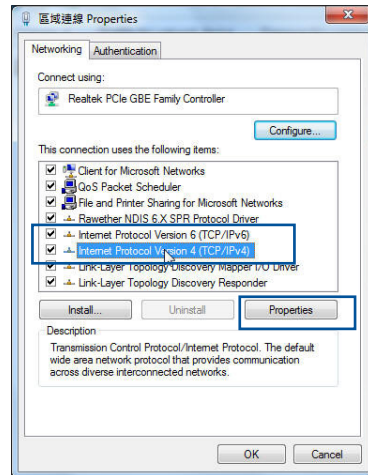 區域連線 Properties
Networking Authentication
Connect using:
Realtek PCIe GBE Family Controller
Configure...
This connection uses the following items:
Client for Microsoft Networks
QoS Packet Scheduler
File and Printer Sharing for Microsoft Networks
Rawether NDIS 6.X SPR Protocol Driver
Internet Protocol Version 6 (TCP/IPv6)
Internet Protocol Version 4 (TCP/IPv4)
Link-Layer Topology Discovery Mapper I/O Driver
Link-Layer Topology Discovery Responder
Install... Uninstall Properties
Description
Transmission Control Protocol/Internet Protocol. The default
wide area network protocol that provides communication
across diverse interconnected networks.
OK Cancel